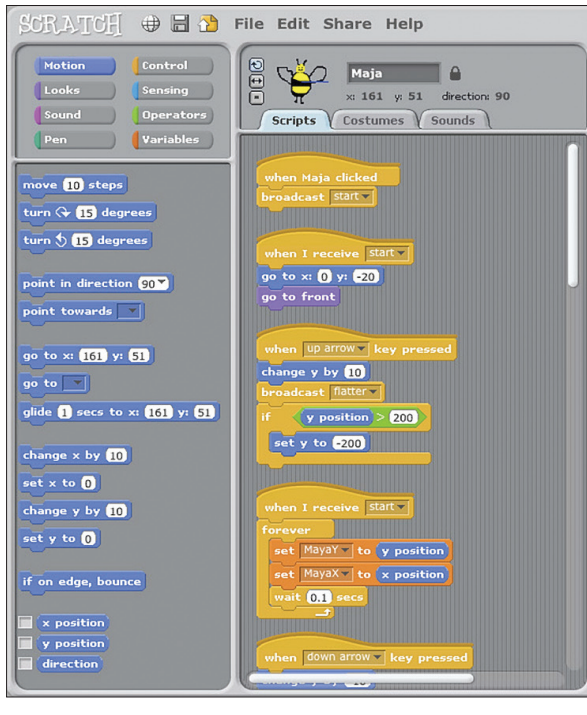 SCRATCH File Edit Share Help
Motion Control
Looks Sensing
Sound Operators
Pen Variables
Maja
x: 161 y: 51 direction: 90
Scripts Costumes Sounds
move 10 steps
turn 15 degrees
turn 15 degrees
point in direction 90
point towards
go to x: 161 y: 51
go to
glide 1 secs to x: 161 y: 51
change x by 10
set x to 0
change y by 10
set y to 0
if on edge, bounce
x position
y position
direction
when Maja clicked
broadcast start
when I receive start
go to x: 0 y: -20
go to front
when up arrow key pressed
change y by 10
broadcast flatter
if y position > 200
set y to -200
when I receive start
forever
set MayaY to y position
set MayaX to x position
wait 0.1 secs
when down arrow key pressed
change y by -10